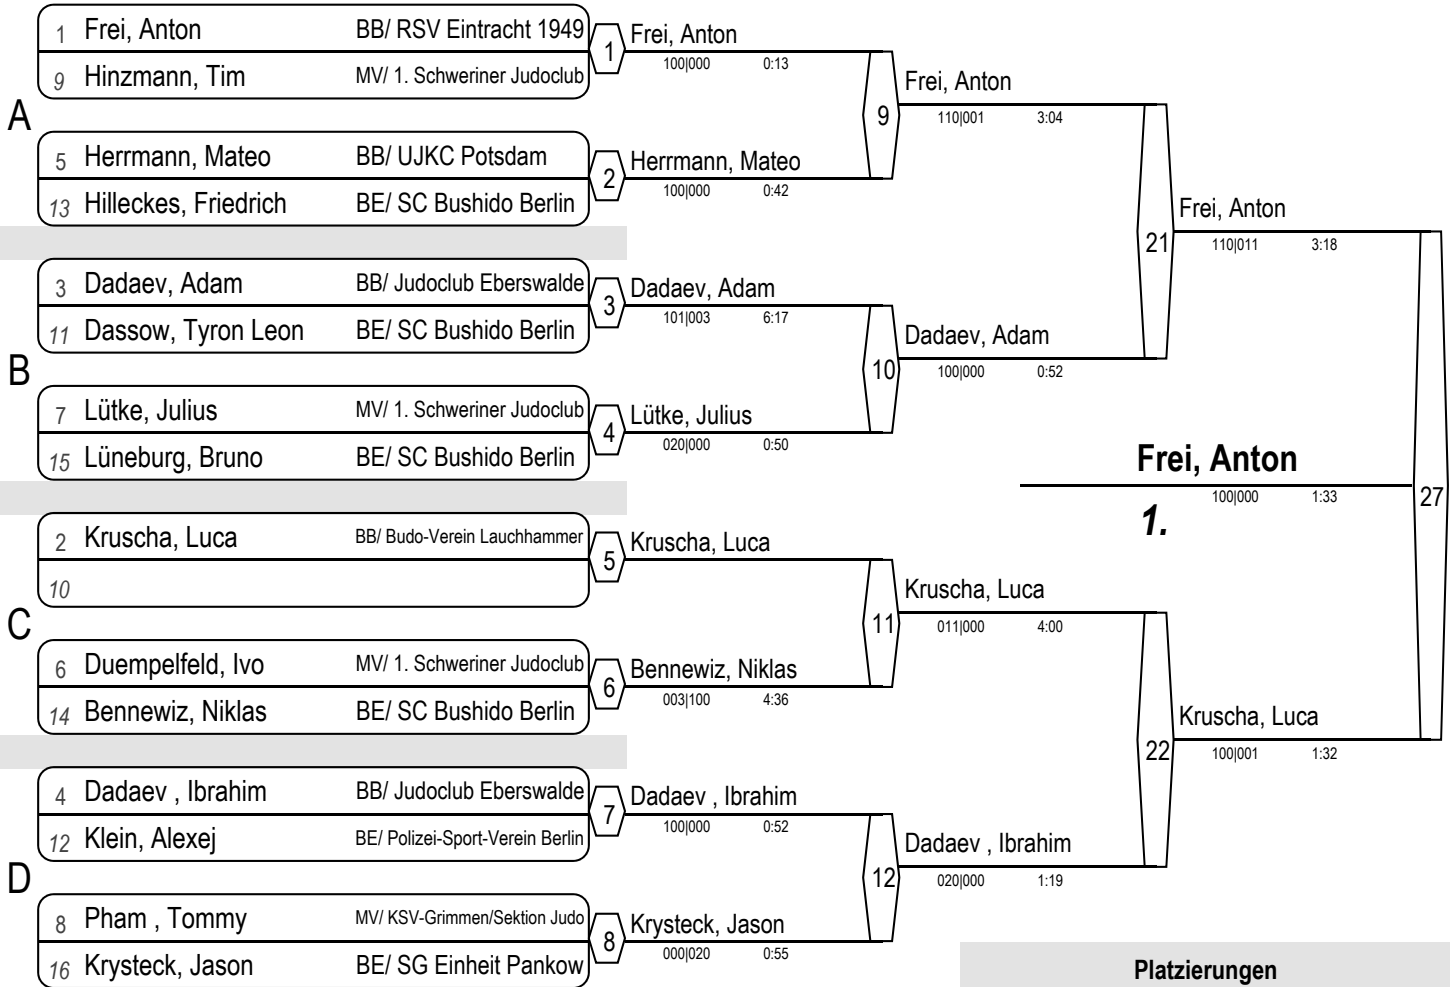 1 Frei, Anton BB/ RSV Eintracht 1949
9 Hinzmann, Tim MV/ 1. Schweriner Judoclub
1
Frei, Anton
100|000 0:13
A
5 Herrmann, Mateo BB/ UJKC Potsdam
13 Hilleckes, Friedrich BE/ SC Bushido Berlin
2
Herrmann, Mateo
100|000 0:42
9
Frei, Anton
110|001 3:04
3 Dadaev, Adam BB/ Judoclub Eberswalde
11 Dassow, Tyron Leon BE/ SC Bushido Berlin
3
Dadaev, Adam
101|003 6:17
B
7 Lütke, Julius MV/ 1. Schweriner Judoclub
15 Lüneburg, Bruno BE/ SC Bushido Berlin
4
Lütke, Julius
020|000 0:50
10
Dadaev, Adam
100|000 0:52
21
Frei, Anton
110|011 3:18
2 Kruscha, Luca BB/ Budo-Verein Lauchhammer
10
5
Kruscha, Luca
C
6 Duempelfeld, Ivo MV/ 1. Schweriner Judoclub
14 Bennewiz, Niklas BE/ SC Bushido Berlin
6
Bennewiz, Niklas
003|100 4:36
11
Kruscha, Luca
011|000 4:00
4 Dadaev , Ibrahim BB/ Judoclub Eberswalde
12 Klein, Alexej BE/ Polizei-Sport-Verein Berlin
7
Dadaev , Ibrahim
100|000 0:52
D
8 Pham , Tommy MV/ KSV-Grimmen/Sektion Judo
16 Krysteck, Jason BE/ SG Einheit Pankow
8
Krysteck, Jason
000|020 0:55
12
Dadaev , Ibrahim
020|000 1:19
22
Kruscha, Luca
100|001 1:32
27
Frei, Anton
100|000 1:33
1.
Platzierungen